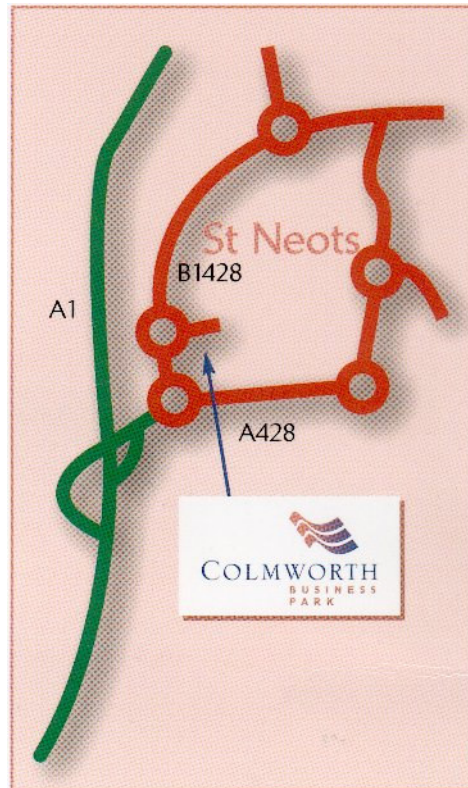 St Neots
B1428
A1
A428
COLMWORTH
BUSINESS
PARK